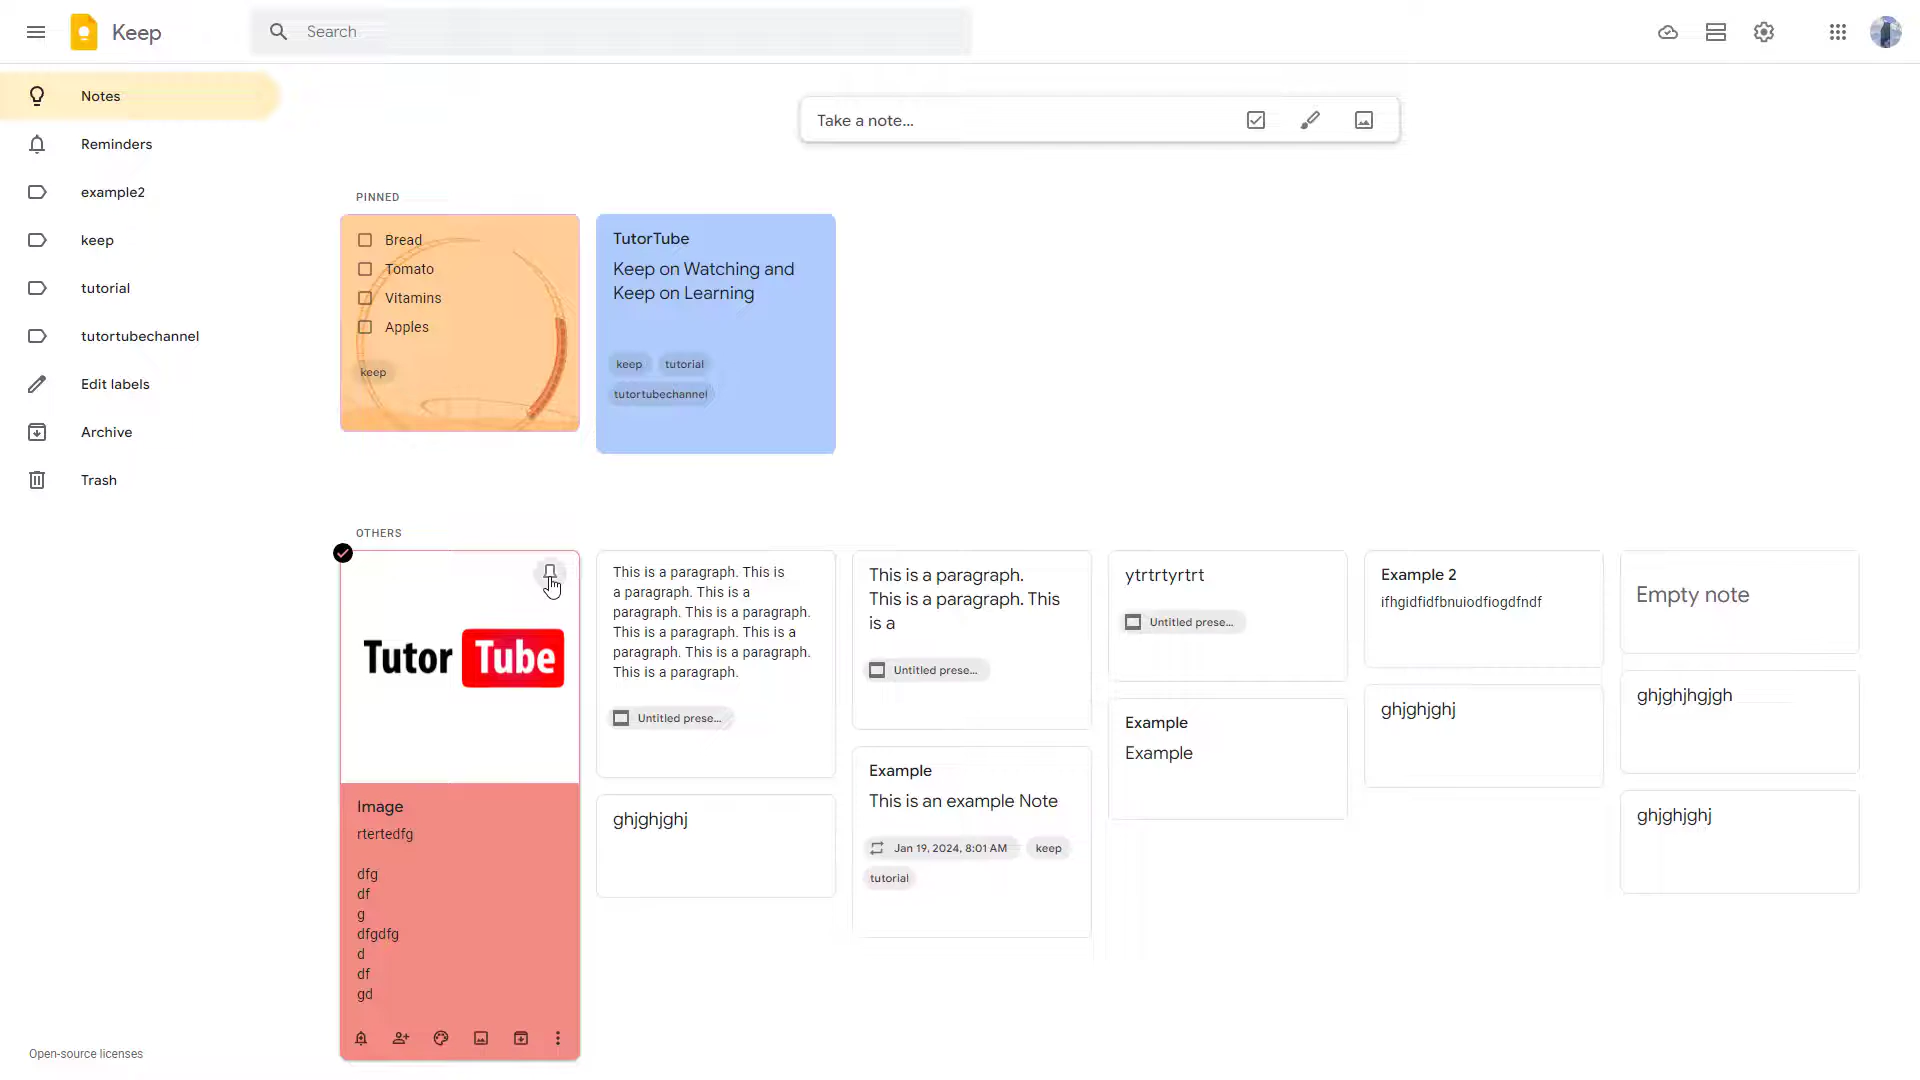 Keep
Search
Notes
Reminders
example2
keep
tutorial
tutortubechannel
Edit labels
Archive
Trash
Open-source licenses
Take a note...
PINNED
Bread
Tomato
Vitamins
Apples
keep
TutorTube
Keep on Watching and
Keep on Learning
keep tutorial
tutortubechannel
OTHERS
Tutor Tube
Image
rtertedfg
dfg
df
g
dfgdfg
d
df
gd
This is a paragraph. This is
a paragraph. This is a
paragraph. This is a paragraph.
This is a paragraph. This is a
paragraph. This is a paragraph.
This is a paragraph.
Untitled prese...
ghjghjghj
This is a paragraph.
This is a paragraph. This
is a
Untitled prese...
Example
This is an example Note
Jan 19, 2024, 8:01 AM keep
tutorial
ytrtrtyrtrt
Untitled prese...
Example
Example
Example 2
ifhgidfidfbnuiodfiogdfndf
ghjghjghj
Empty note
ghjghjhgjgh
ghjghjghj